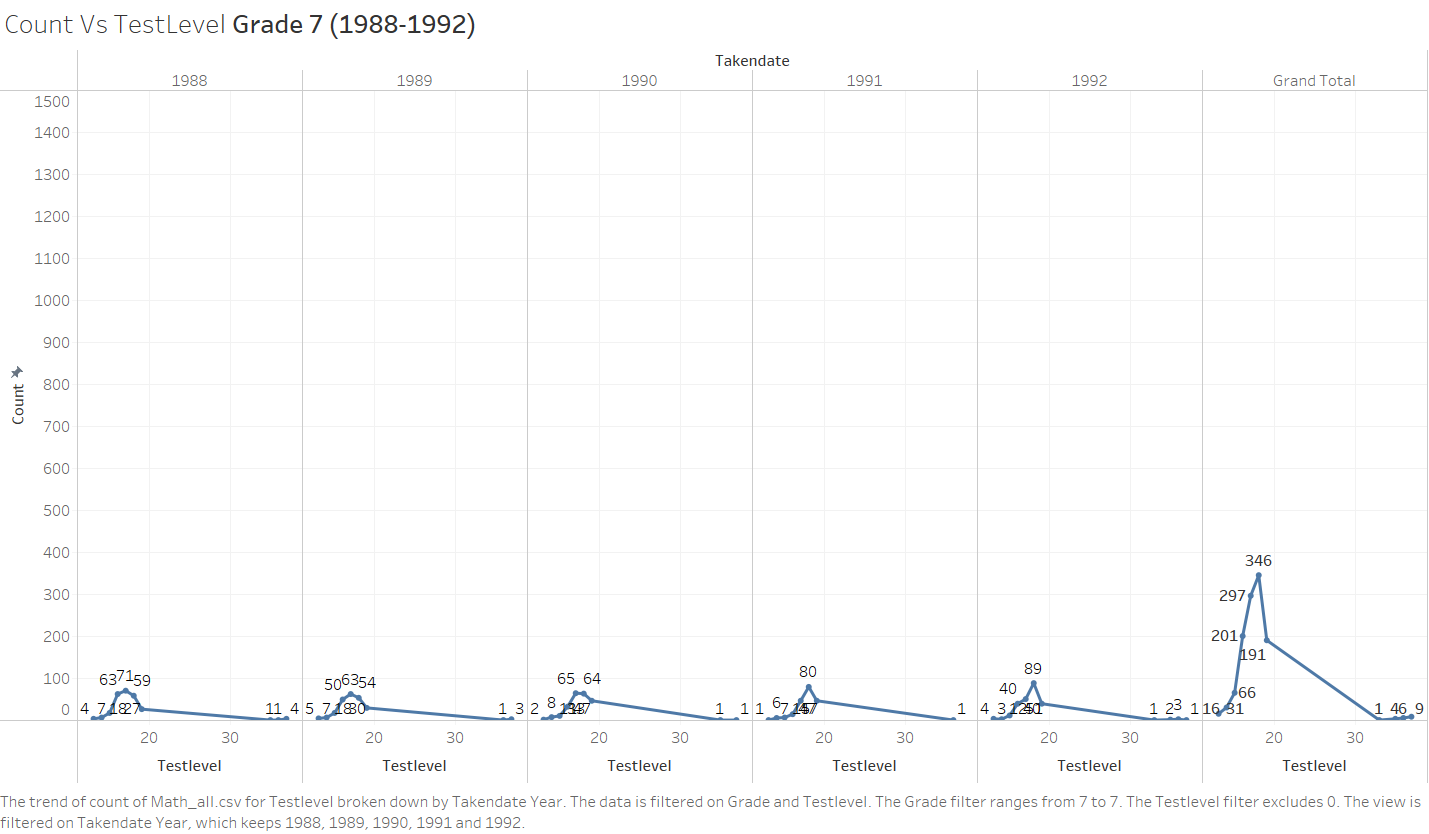 Count Vs TestLevel Grade 7 (1988-1992)
Takendate
1988 1989 1990 1991 1992 Grand Total
1500
1400
1300
1200
1100
1000
900
800
700
600
500
400
300
200
100
0
Count
4 7 18 63 71 59 27 1 1 4
5 7 18 50 63 54 30 1 3
2 8 65 64 47 1 1
1 6 7 80 47 1
4 3 40 89 1 2 3 1
16 31 66 201 297 346 191 1 4 6 9
20 30 20 30 20 30 20 30 20 30 20 30
Testlevel Testlevel Testlevel Testlevel Testlevel Testlevel
The trend of count of Math_all.csv for Testlevel broken down by Takendate Year. The data is filtered on Grade and Testlevel. The Grade filter ranges from 7 to 7. The Testlevel filter excludes 0. The view is
filtered on Takendate Year, which keeps 1988, 1989, 1990, 1991 and 1992.